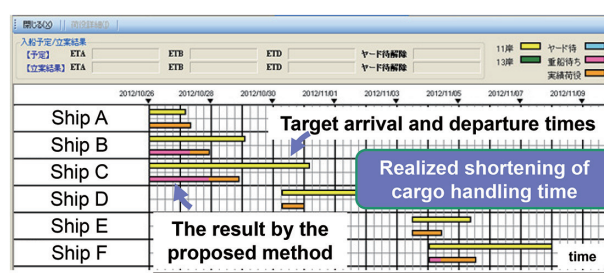 閉じる(X) 荷役詳細(I)
入船予定/立案結果
【予定】 ETA ETB ETD ヤード待解除
【立案結果】 ETA ETB ETD ヤード待解除
11岸 ヤード待
13岸 重船待ち
実績荷役
2012/10/26 2012/10/28 2012/10/30 2012/11/01 2012/11/03 2012/11/05 2012/11/07 2012/11/09
Ship A
Target arrival and departure times
Ship B
Ship C
Realized shortening of
cargo handling time
Ship D
Ship E
The result by the
proposed method
Ship F
time